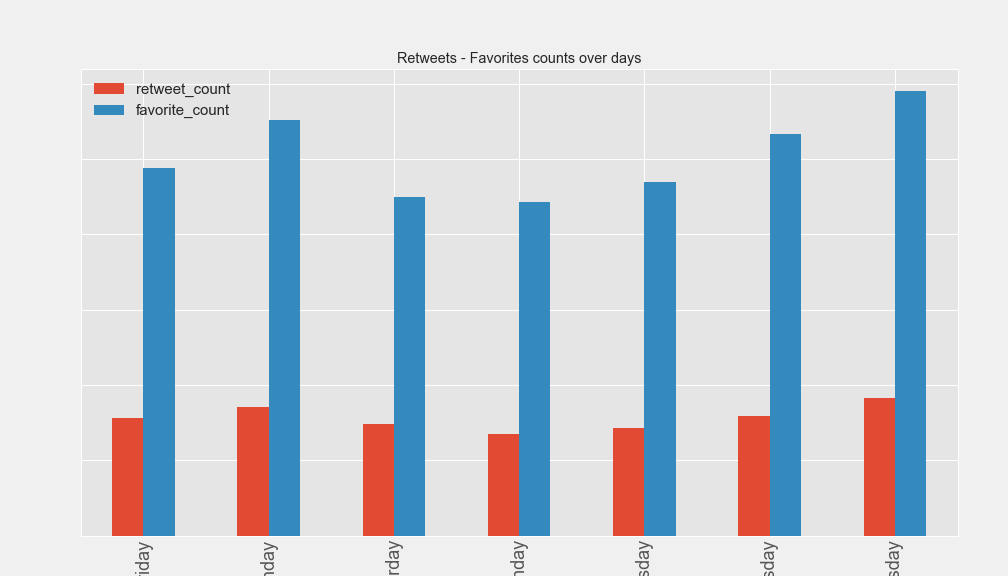 Retweets - Favorites counts over days
retweet_count
favorite_count
riday
nday
rday
nday
sday
sday
sday